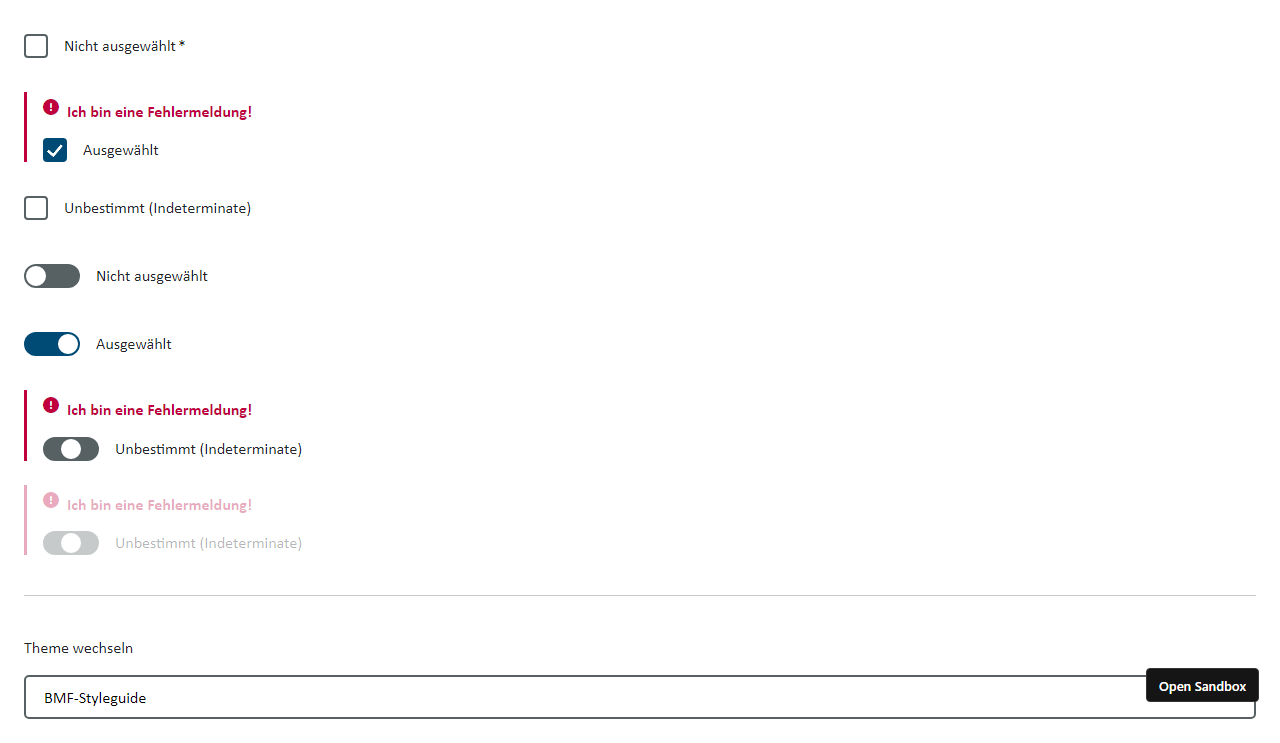 Nicht ausgewählt *
Ich bin eine Fehlermeldung!
Ausgewählt
Unbestimmt (Indeterminate)
Nicht ausgewählt
Ausgewählt
Ich bin eine Fehlermeldung!
Unbestimmt (Indeterminate)
Ich bin eine Fehlermeldung!
Unbestimmt (Indeterminate)
Theme wechseln
Open Sandbox
BMF-Styleguide